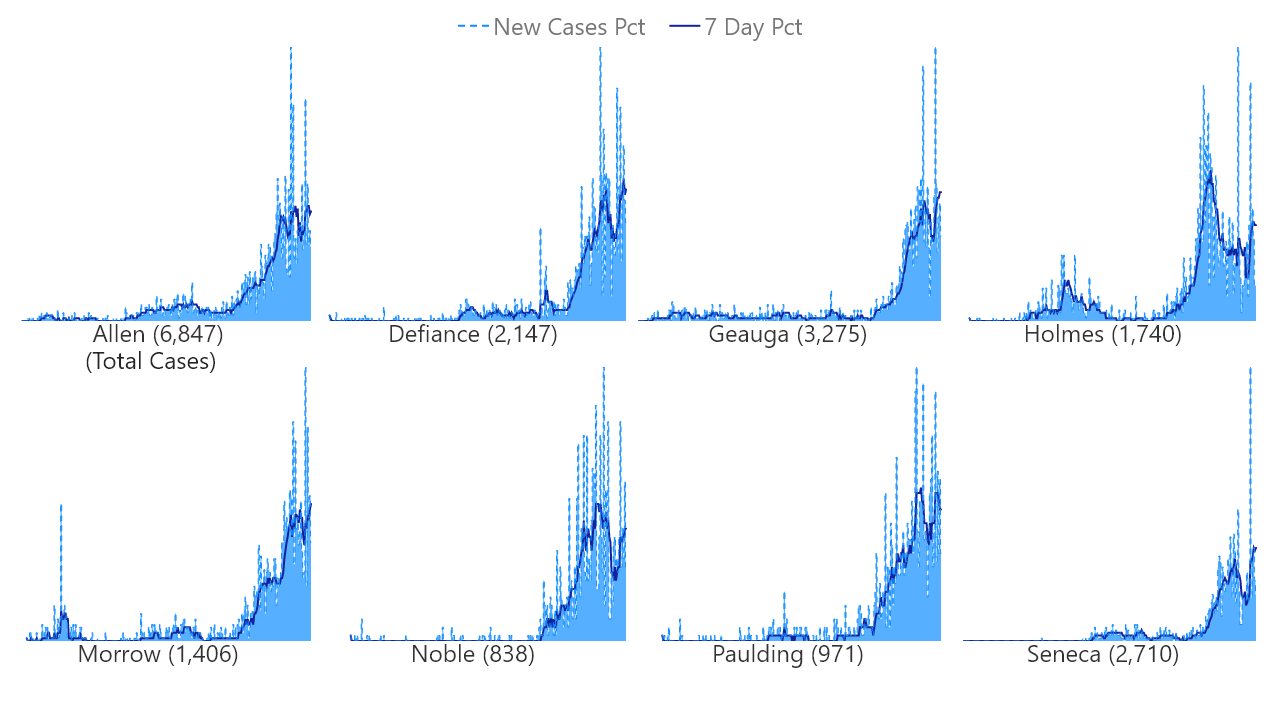 New Cases Pct 7 Day Pct
Allen (6,847) Defiance (2,147) Geauga (3,275) Holmes (1,740)
(Total Cases)
Morrow (1,406) Noble (838) Paulding (971) Seneca (2,710)